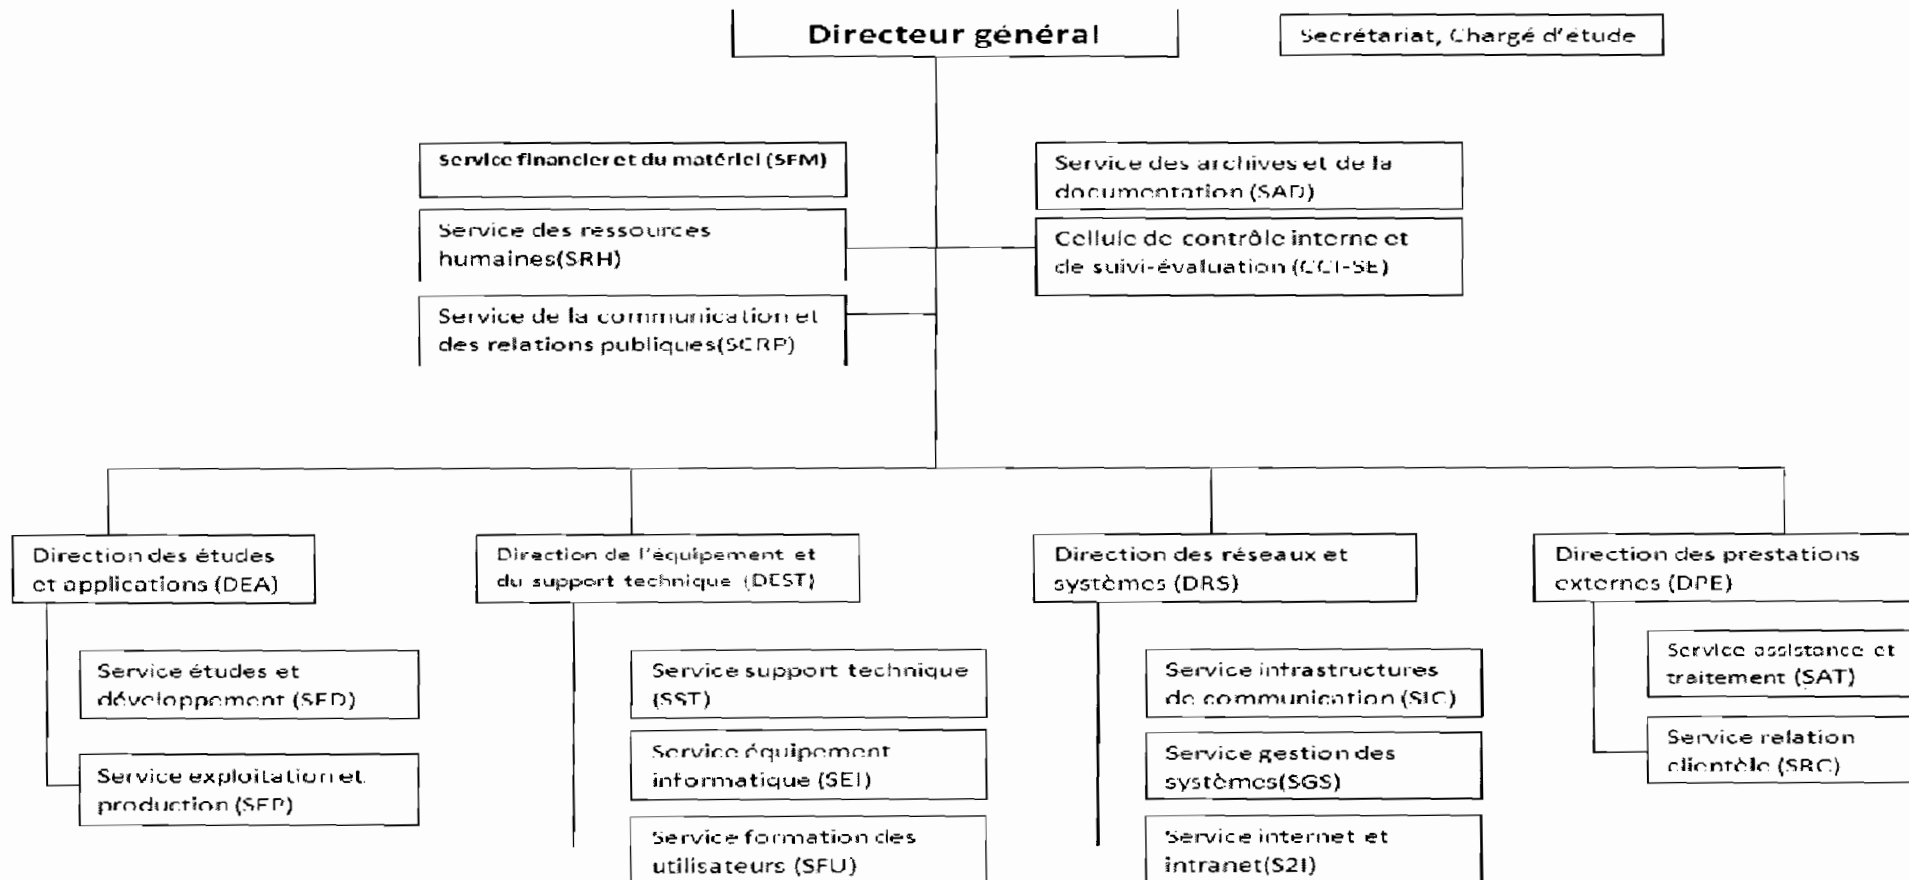 Directeur général
Secrétariat, Chargé d'étude
Service financier et du matériel (SFM)
Service des archives et de la
documentation (SAD)
Service des ressources
humaines(SRH)
Cellule de contrôle interne et
de suivi-évaluation (CCI-SE)
Service de la communication et
des relations publiques(SCRP)
Direction des études
et applications (DEA)
Direction de l'équipement et
du support technique (DEST)
Direction des réseaux et
systèmes (DRS)
Direction des prestations
externes (DPE)
Service études et
développement (SED)
Service exploitation et
production (SEP)
Service support technique
(SST)
Service équipement
informatique (SEI)
Service formation des
utilisateurs (SFU)
Service infrastructures
de communication (SIC)
Service gestion des
systèmes(SGS)
Service internet et
intranet(S2I)
Service assistance et
traitement (SAT)
Service relation
clientèle (SRC)